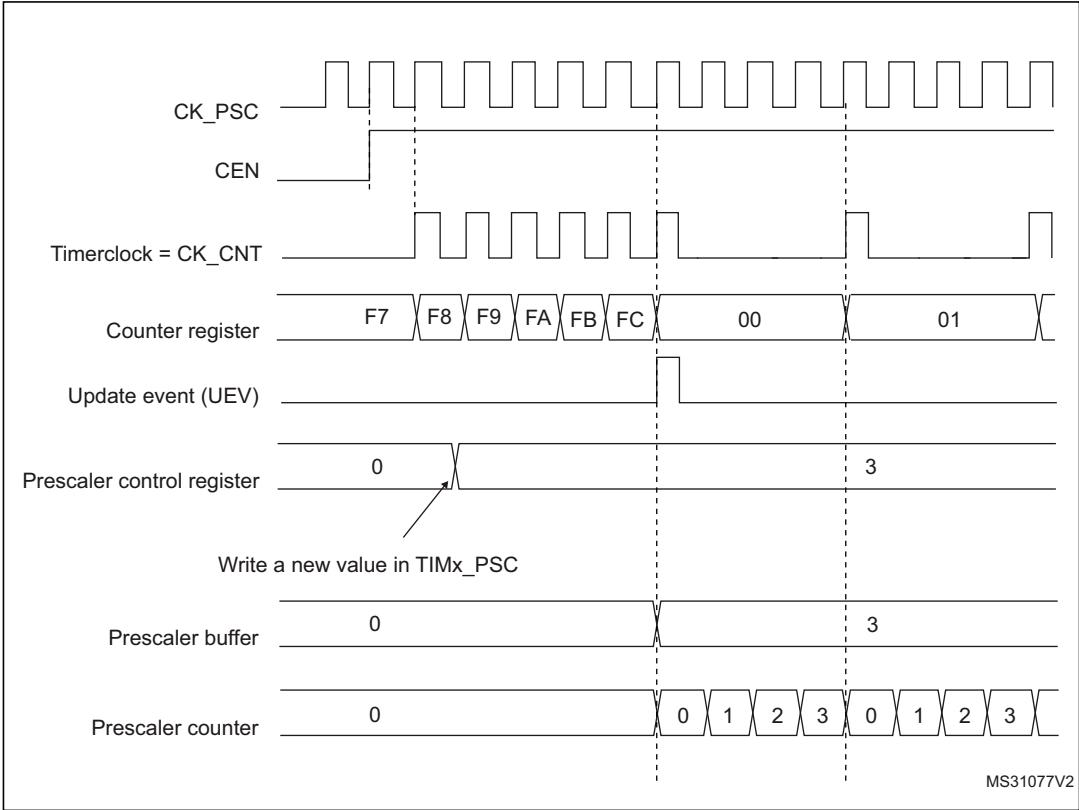 CK_PSC
CEN
Timerclock = CK_CNT
Counter register F7 F8 F9 FA FB FC 00 01
Update event (UEV)
Prescaler control register 0 3
Write a new value in TIMx_PSC
Prescaler buffer 0 3
Prescaler counter 0 0 1 2 3 0 1 2 3
MS31077V2